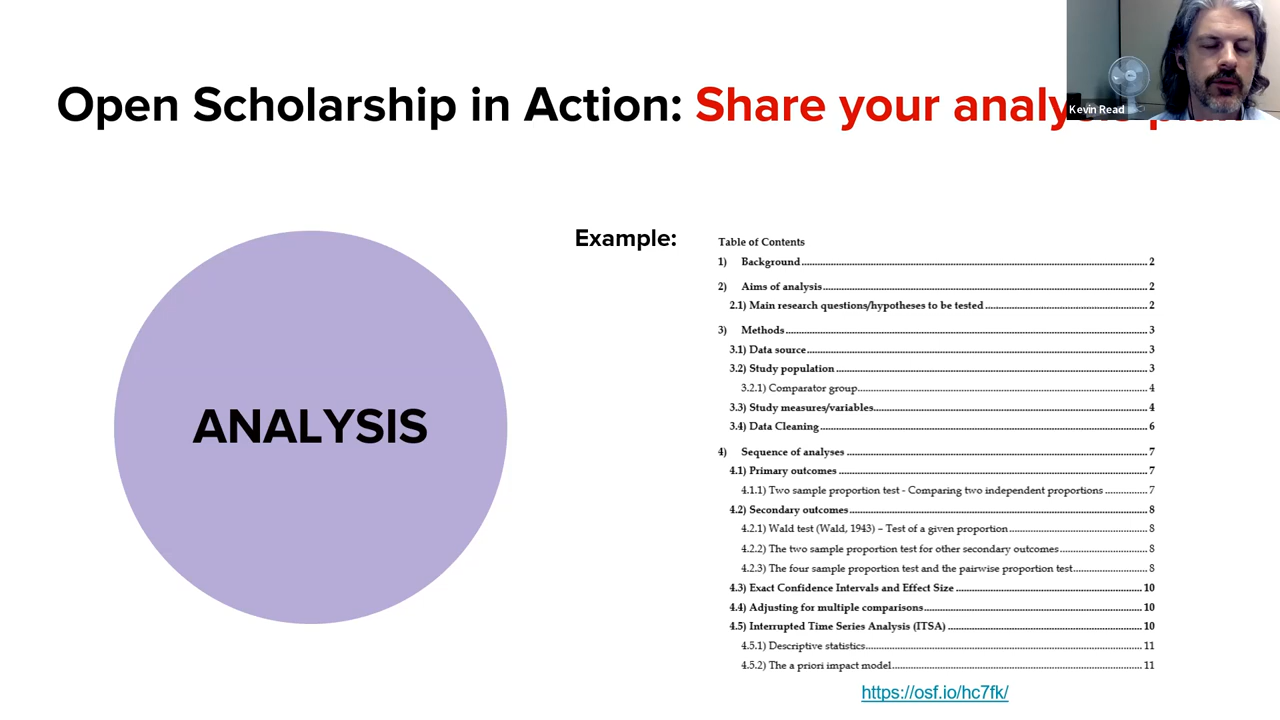 Open Scholarship in Action: Share your analysis
Kevin Read
ANALYSIS
Example:
Table of Contents
1) Background 2
2) Aims of analysis 2
2.1) Main research questions/hypotheses to be tested 2
3) Methods 3
3.1) Data source 3
3.2) Study population 3
3.2.1) Comparator group 4
3.3) Study measures/variables 4
3.4) Data Cleaning 6
4) Sequence of analyses 7
4.1) Primary outcomes 7
4.1.1) Two sample proportion test - Comparing two independent proportions 7
4.2) Secondary outcomes 8
4.2.1) Wald test (Wald, 1943) – Test of a given proportion 8
4.2.2) The two sample proportion test for other secondary outcomes 8
4.2.3) The four sample proportion test and the pairwise proportion test 8
4.3) Exact Confidence Intervals and Effect Size 10
4.4) Adjusting for multiple comparisons 10
4.5) Interrupted Time Series Analysis (ITSA) 10
4.5.1) Descriptive statistics 11
4.5.2) The a priori impact model 11
https://osf.io/hc7fk/